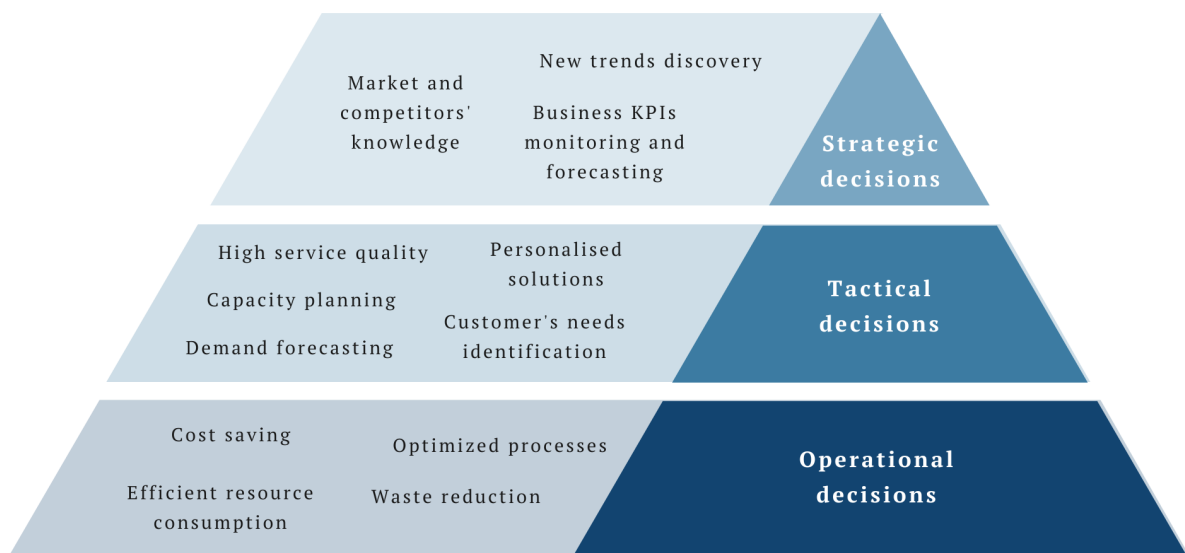 Market and
competitors'
knowledge
New trends discovery
Business KPIs
monitoring and
forecasting
Strategic
decisions
High service quality
Capacity planning
Demand forecasting
Personalised
solutions
Customer's needs
identification
Tactical
decisions
Cost saving
Efficient resource
consumption
Optimized processes
Waste reduction
Operational
decisions